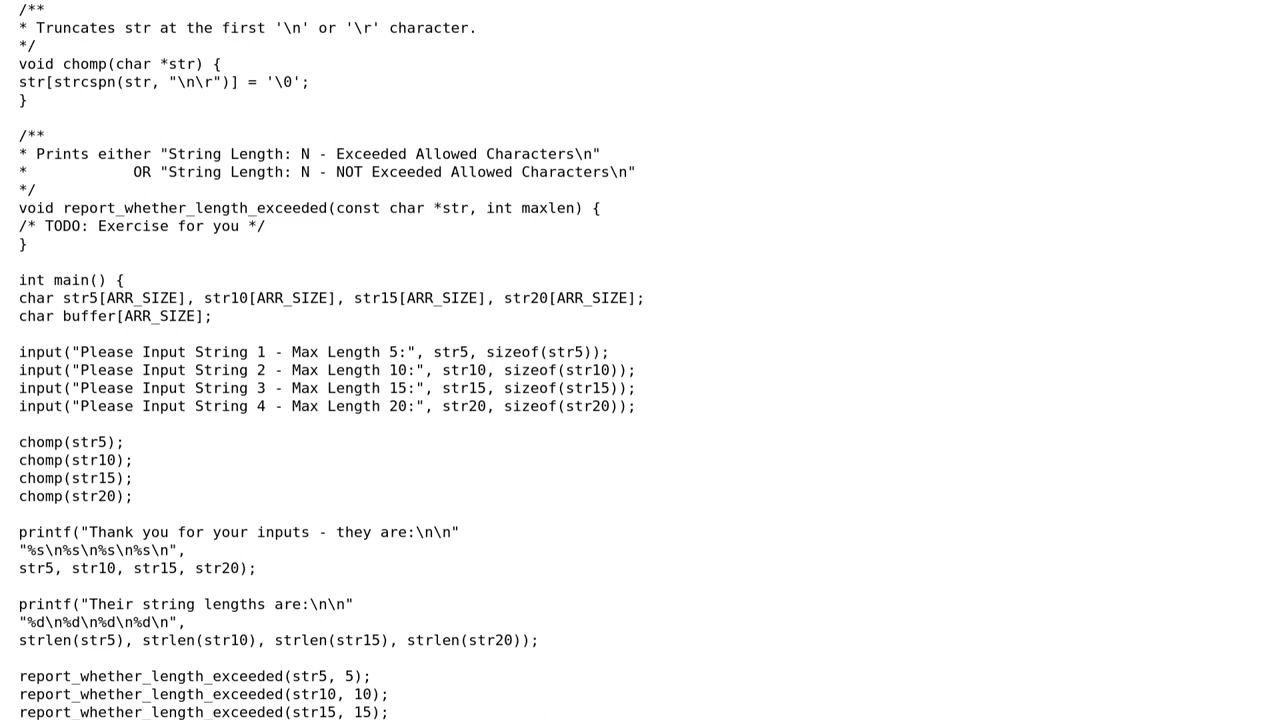 /**
* Truncates str at the first '\n' or '\r' character.
*/
void chomp(char *str) {
str[strcspn(str, "\n\r")] = '\0';
}

/**
* Prints either "String Length: N - Exceeded Allowed Characters\n"
*            OR "String Length: N - NOT Exceeded Allowed Characters\n"
*/
void report_whether_length_exceeded(const char *str, int maxlen) {
/* TODO: Exercise for you */
}

int main() {
char str5[ARR_SIZE], str10[ARR_SIZE], str15[ARR_SIZE], str20[ARR_SIZE];
char buffer[ARR_SIZE];

input("Please Input String 1 - Max Length 5:", str5, sizeof(str5));
input("Please Input String 2 - Max Length 10:", str10, sizeof(str10));
input("Please Input String 3 - Max Length 15:", str15, sizeof(str15));
input("Please Input String 4 - Max Length 20:", str20, sizeof(str20));

chomp(str5);
chomp(str10);
chomp(str15);
chomp(str20);

printf("Thank you for your inputs - they are:\n\n"
"%s\n%s\n%s\n%s\n",
str5, str10, str15, str20);

printf("Their string lengths are:\n\n"
"%d\n%d\n%d\n%d\n",
strlen(str5), strlen(str10), strlen(str15), strlen(str20));

report_whether_length_exceeded(str5, 5);
report_whether_length_exceeded(str10, 10);
report_whether_length_exceeded(str15, 15);